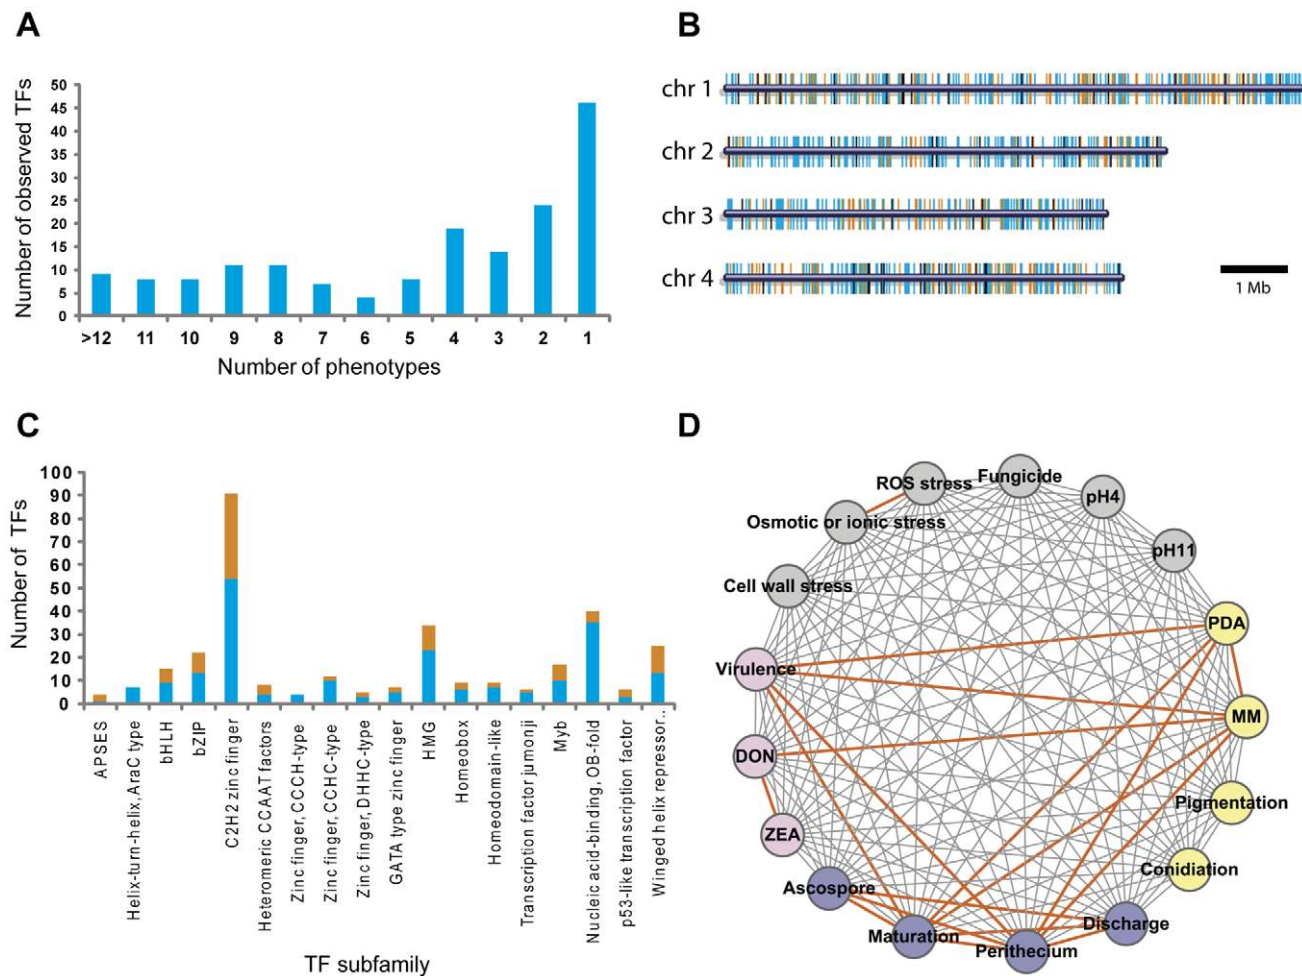 A
Number of observed TFs
50
45
40
35
30
25
20
15
10
5
0
>12 11 10 9 8 7 6 5 4 3 2 1
Number of phenotypes
B
chr 1
chr 2
chr 3
chr 4
1 Mb
C
Number of TFs
100
90
80
70
60
50
40
30
20
10
0
APSES
Helix-turn-helix, AraC type
bHLH
bZIP
C2H2 zinc finger
Heteromeric CCAAT factors
Zinc finger, CCCH-type
Zinc finger, CCHC-type
Zinc finger, DHHC-type
GATA type zinc finger
HMG
Homeobox
Homeodomain-like
Transcription factor jumonji
Myb
Nucleic acid-binding, OB-fold
p53-like transcription factor
Winged helix repressor...
TF subfamily
D
Fungicide
ROS stress
pH4
Osmotic or ionic stress
pH11
Cell wall stress
PDA
Virulence
MM
DON
Pigmentation
ZEA
Conidiation
Ascospore
Discharge
Maturation
Perithecium